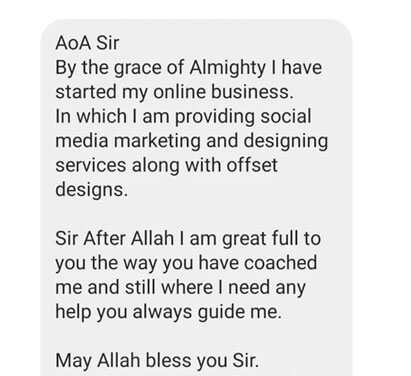 AoA Sir
By the grace of Almighty I have
started my online business.
In which I am providing social
media marketing and designing
services along with offset
designs.
Sir After Allah I am great full to
you the way you have coached
me and still where I need any
help you always guide me.
May Allah bless you Sir.